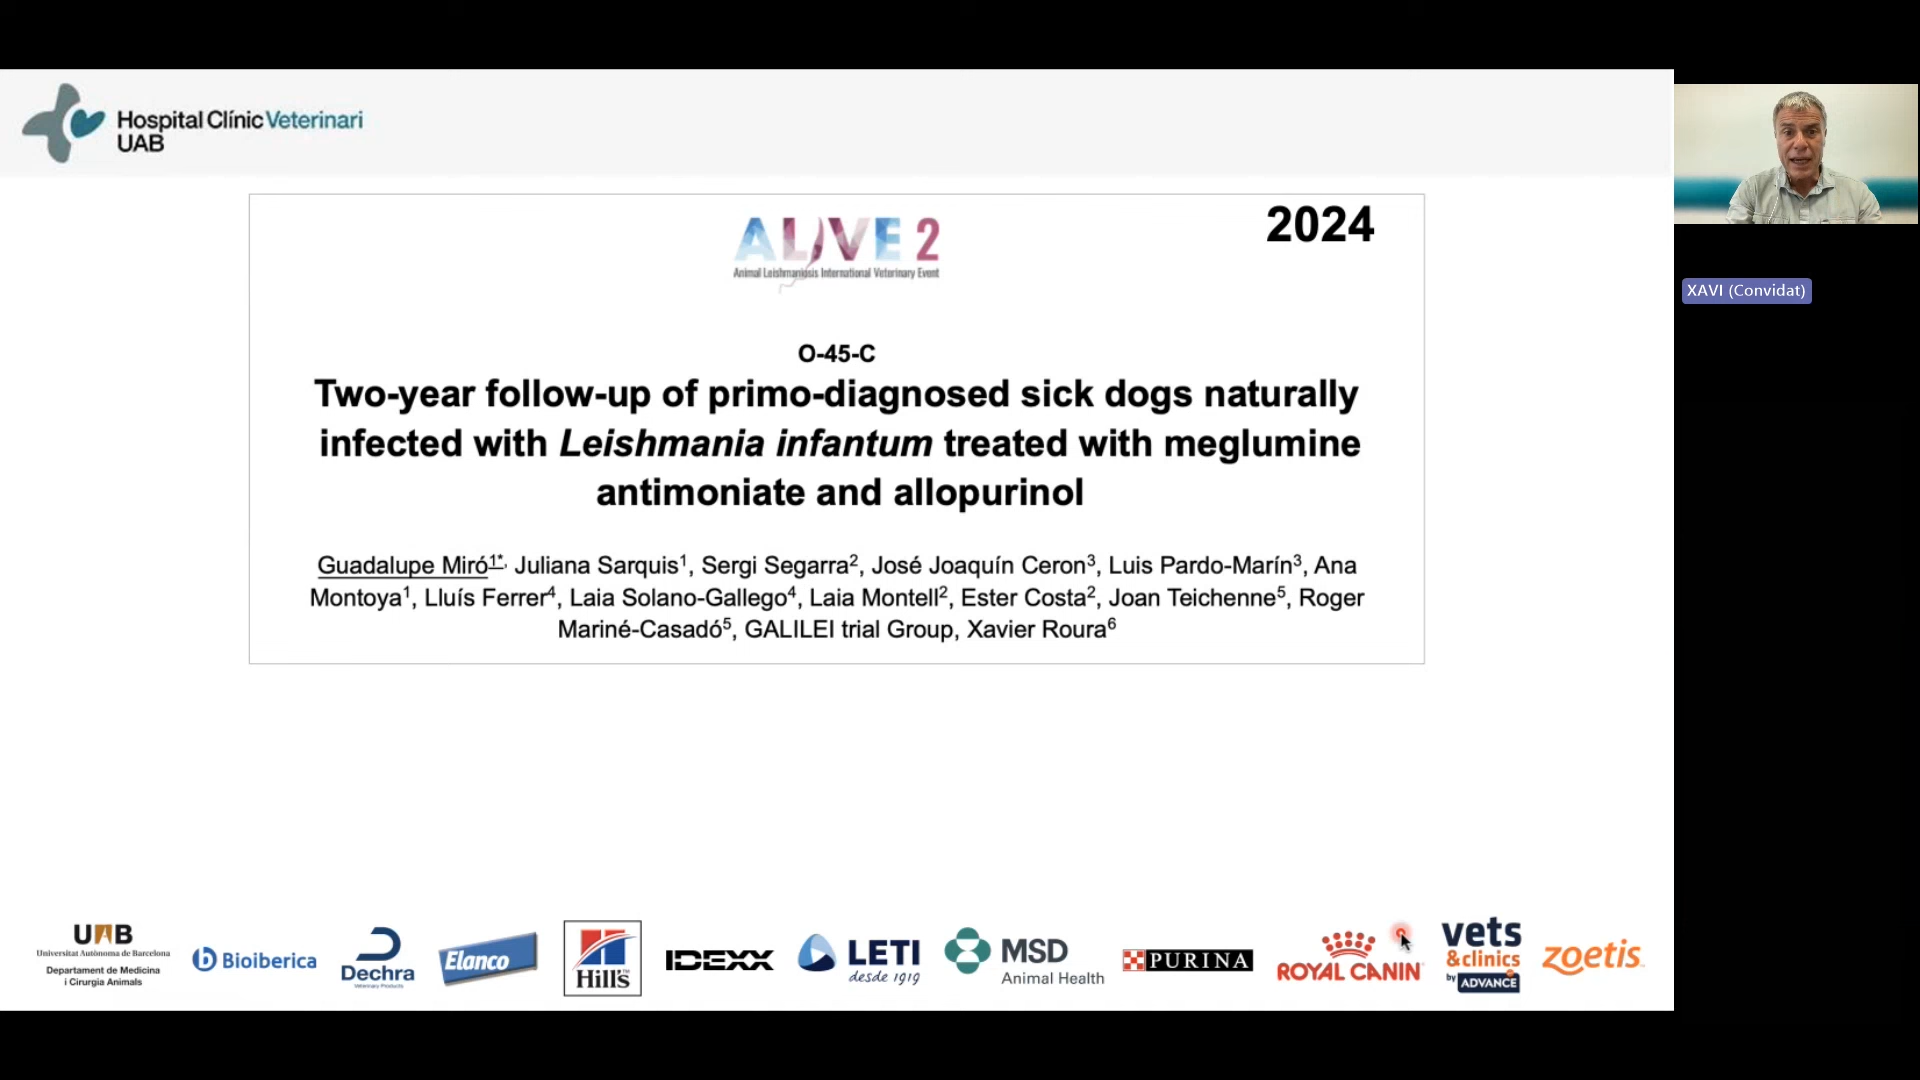 Hospital Clínic Veterinari
UAB
ALiVE 2
Animal Leishmaniosis International Veterinary Event
2024
O-45-C
Two-year follow-up of primo-diagnosed sick dogs naturally
infected with Leishmania infantum treated with meglumine
antimoniate and allopurinol
Guadalupe Miró1*, Juliana Sarquis1, Sergi Segarra2, José Joaquín Ceron3, Luis Pardo-Marín3, Ana
Montoya1, Lluís Ferrer4, Laia Solano-Gallego4, Laia Montell2, Ester Costa2, Joan Teichenne5, Roger
Mariné-Casadó5, GALILEI trial Group, Xavier Roura6
XAVI (Convidat)
UAB
Universitat Autònoma de Barcelona
Departament de Medicina
i Cirurgia Animals
Bioiberica
Dechra
Veterinary Products
Elanco
Hill's
IDEXX
LETI
desde 1919
MSD
Animal Health
PURINA
ROYAL CANIN
vets
&clinics
by ADVANCE
zoetis